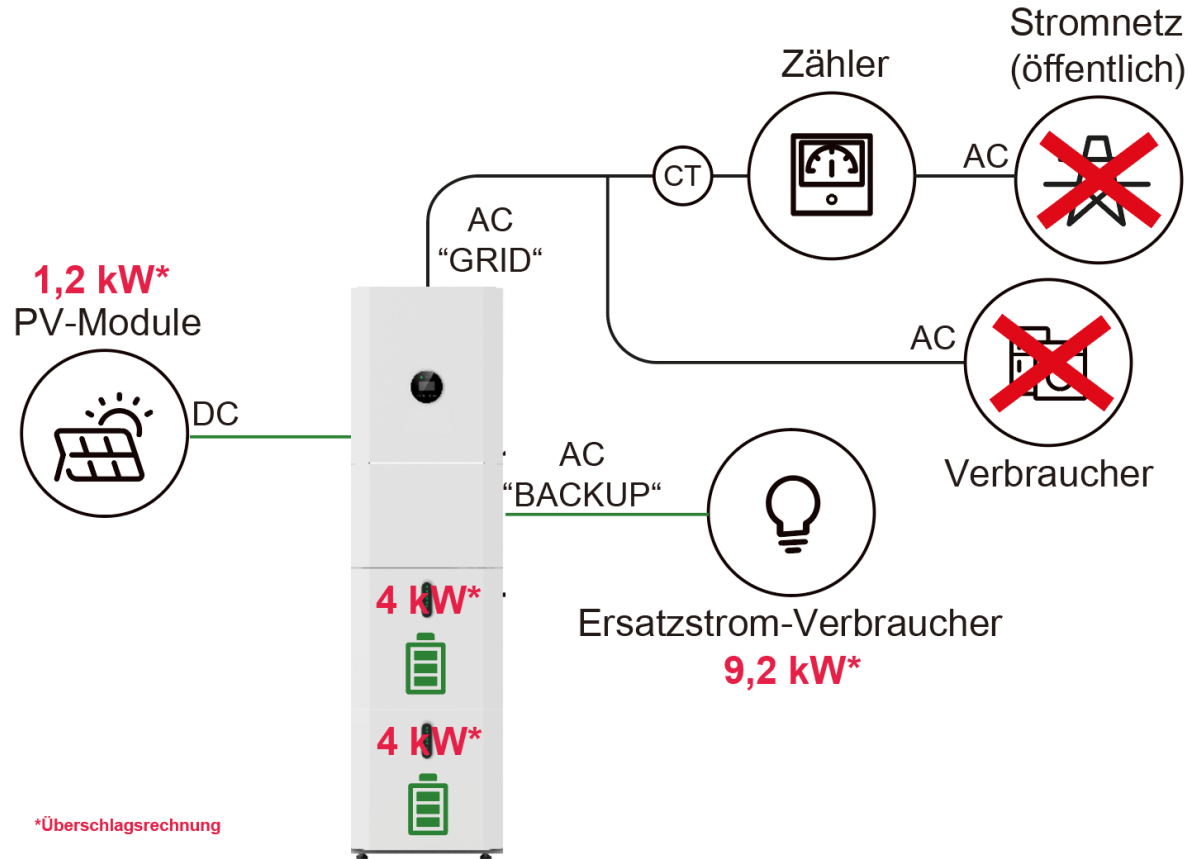 Stromnetz
(öffentlich)
Zähler
AC
CT
AC
“GRID“
1,2 kW*
PV-Module
AC
DC
Verbraucher
AC
“BACKUP“
4 kW*
Ersatzstrom-Verbraucher
9,2 kW*
4 kW*
*Überschlagsrechnung